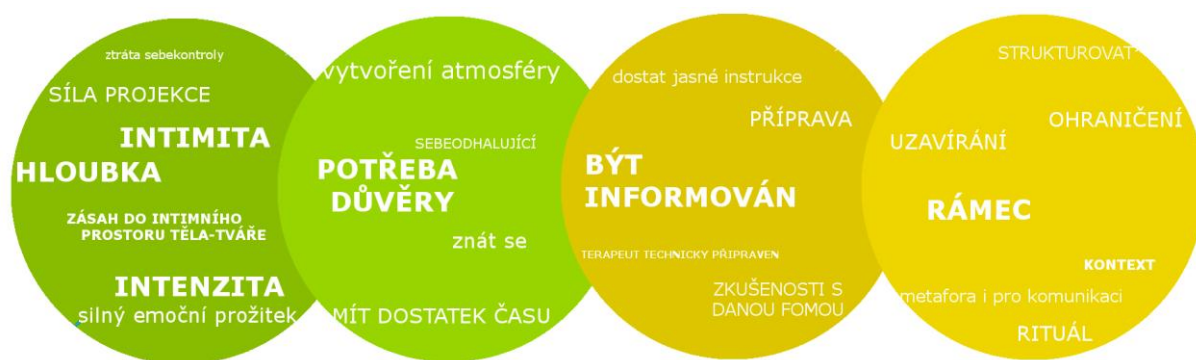 ztráta sebekontroly
SÍLA PROJEKCE
INTIMITA
HLOUBKA
ZÁSAH DO INTIMNÍHO
PROSTORU TĚLA-TVÁŘE
INTENZITA
silný emoční prožitek
vytvoření atmosféry
SEBEODHALUJÍCÍ
POTŘEBA
DŮVĚRY
znát se
MÍT DOSTATEK ČASU
dostat jasné instrukce
PŘÍPRAVA
BÝT
INFORMOVÁN
TERAPEUT TECHNICKY PŘIPRAVEN
ZKUŠENOSTI S
DANOU FOMOU
STRUKTUROVAT
OHRANIČENÍ
UZAVÍRÁNÍ
RÁMEC
KONTEXT
metafora i pro komunikaci
RITUÁL